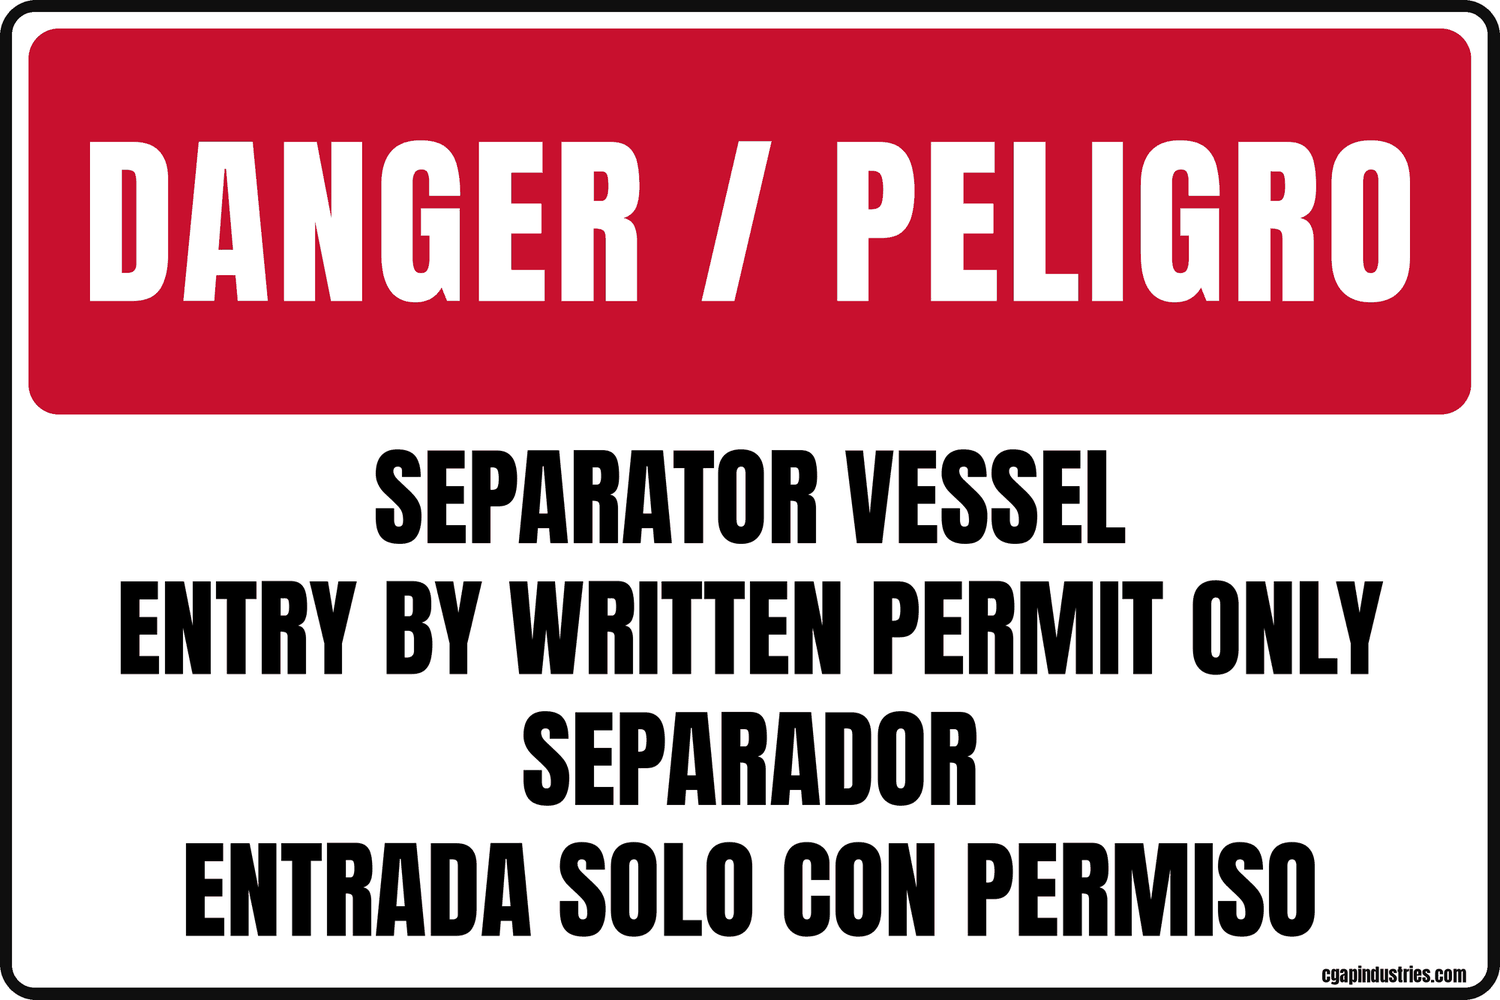 DANGER / PELIGRO
SEPARATOR VESSEL
ENTRY BY WRITTEN PERMIT ONLY
SEPARADOR
ENTRADA SOLO CON PERMISO
cgapindustries.com